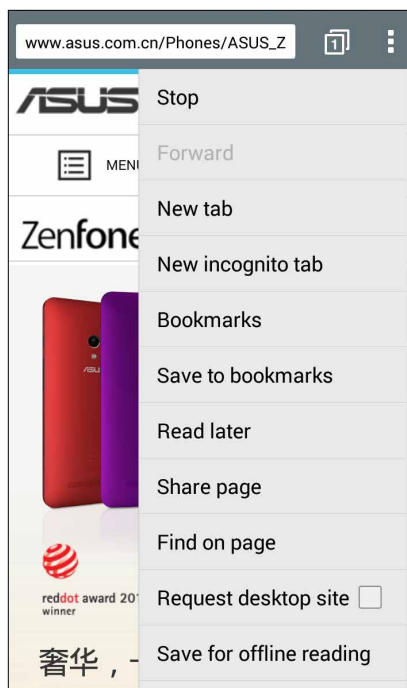 www.asus.com.cn/Phones/ASUS_Z
1
ASUS
Stop
Forward
MENU
New tab
Zenfone
New incognito tab
Bookmarks
Save to bookmarks
Read later
Share page
Find on page
reddot award 201
winner
Request desktop site
奢华，
Save for offline reading